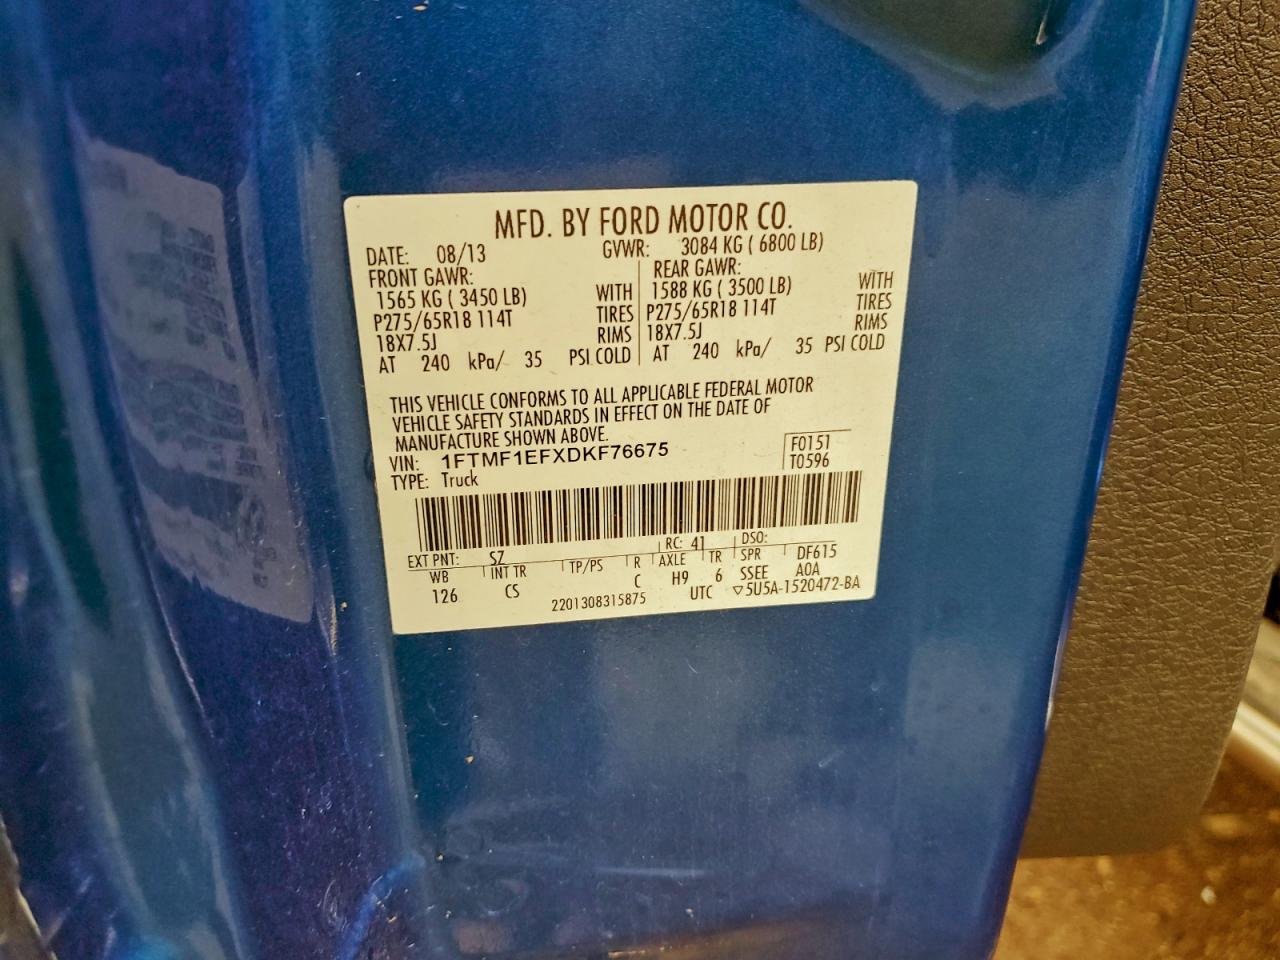 MFD. BY FORD MOTOR CO.
DATE: 08/13 GVWR: 3084 KG ( 6800 LB)
FRONT GAWR: REAR GAWR:
1565 KG ( 3450 LB) WITH 1588 KG ( 3500 LB) WITH
P275/65R18 114T TIRES P275/65R18 114T TIRES
18X7.5J RIMS 18X7.5J RIMS
AT 240 kPa/ 35 PSI COLD AT 240 kPa/ 35 PSI COLD
THIS VEHICLE CONFORMS TO ALL APPLICABLE FEDERAL MOTOR
VEHICLE SAFETY STANDARDS IN EFFECT ON THE DATE OF
MANUFACTURE SHOWN ABOVE.
VIN: 1FTMF1EFXDKF76675 F0151
TYPE: Truck T0596
EXT PNT: SZ RC: 41 DSO:
WB INT TR TP/PS R AXLE TR SPR DF615
126 CS C H9 6 SSEE A0A
2201308315875 UTC ▽5U5A-1520472-BA